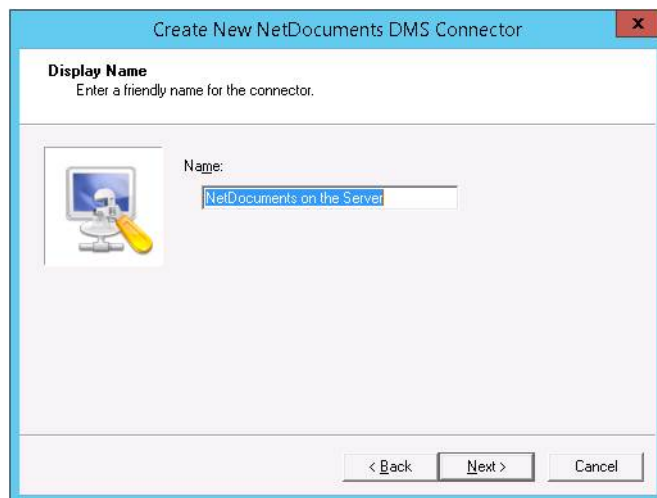 Create New NetDocuments DMS Connector
x
Display Name
Enter a friendly name for the connector.
Name:
NetDocuments on the Server
< Back Next > Cancel